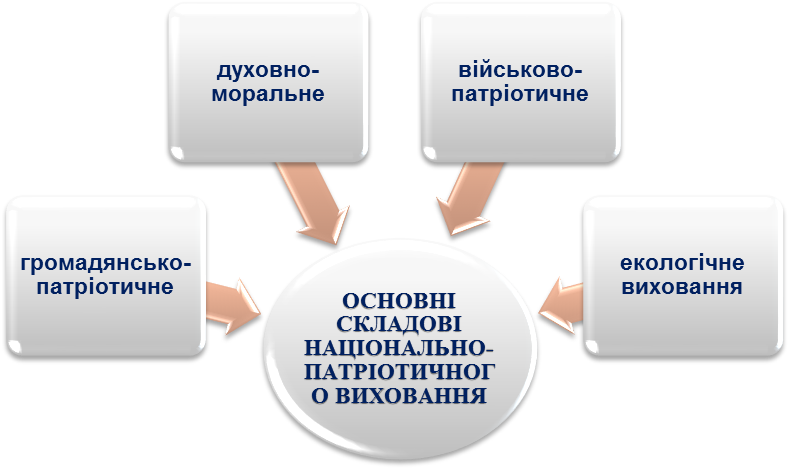 духовно-
моральне
військово-
патріотичне
громадянсько-
патріотичне
екологічне
виховання
ОСНОВНІ
СКЛАДОВІ
НАЦІОНАЛЬНО-
ПАТРІОТИЧНОГ
О ВИХОВАННЯ